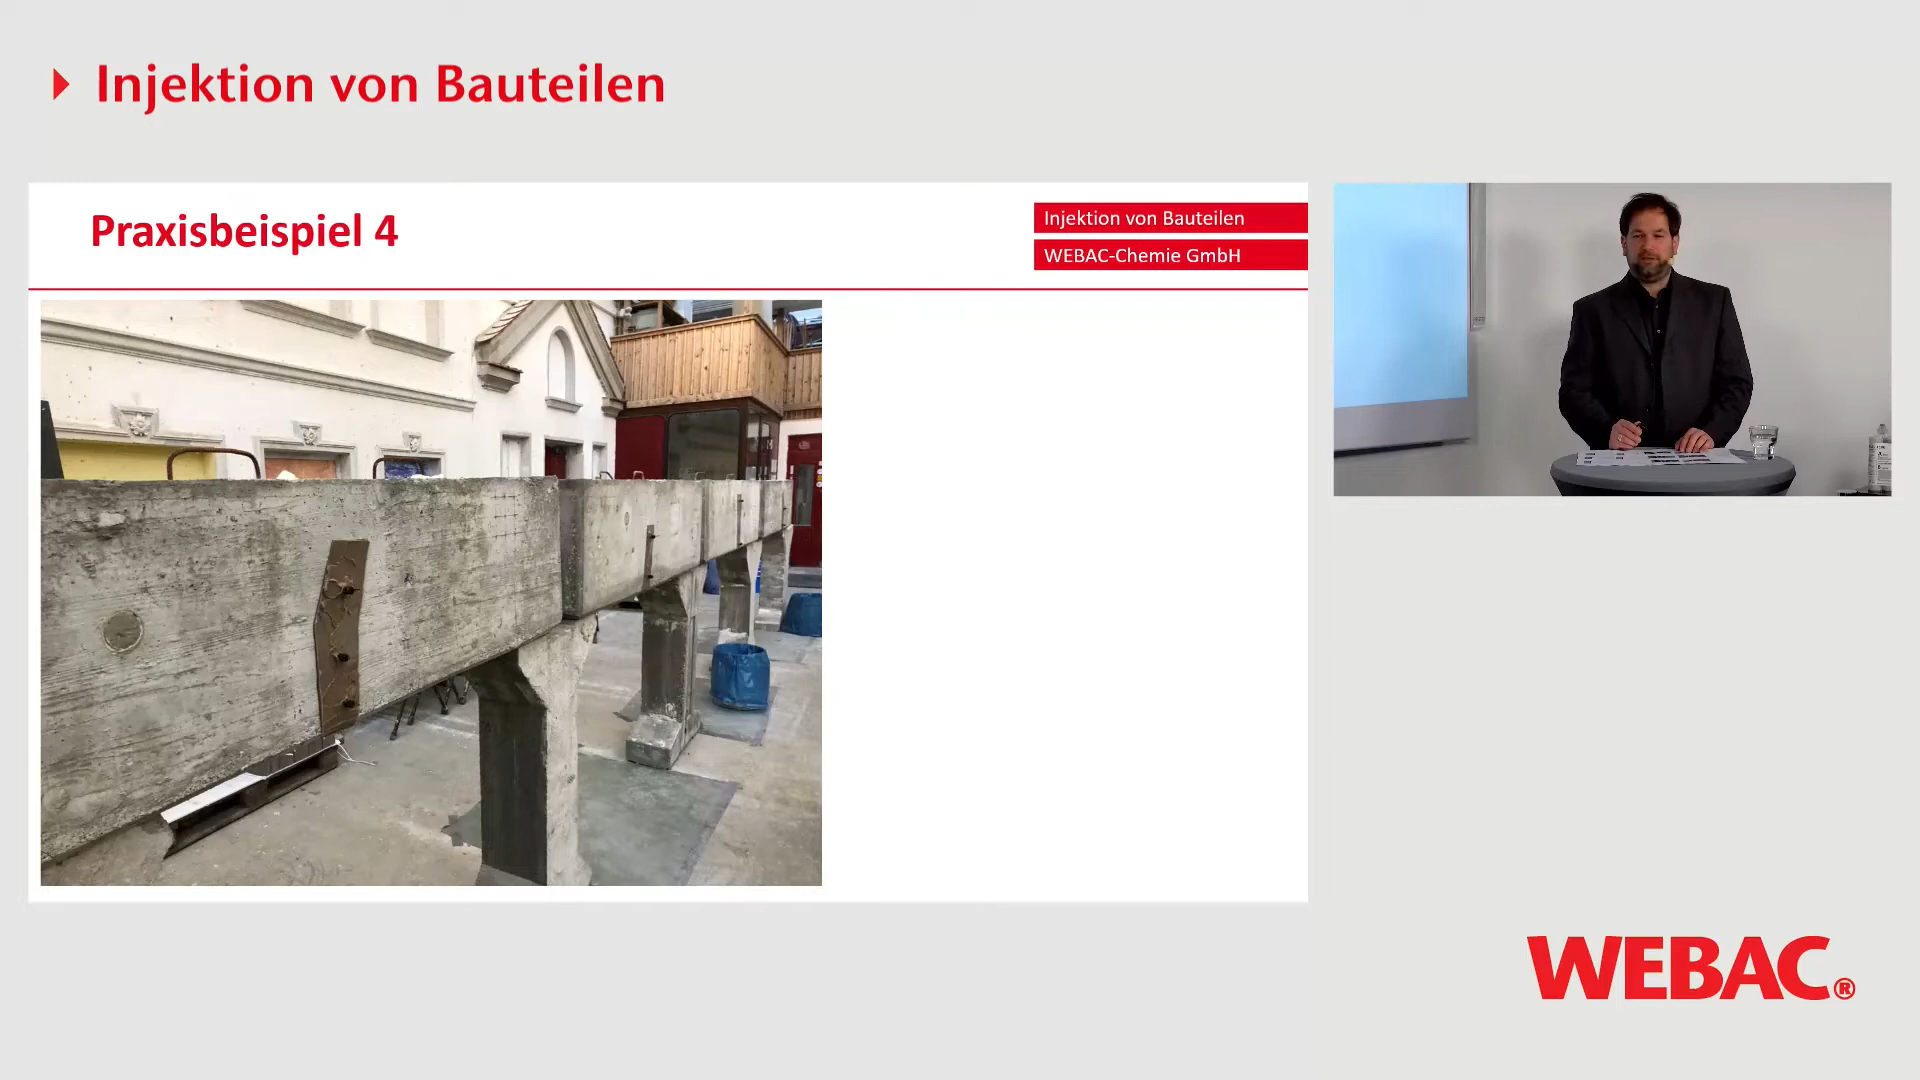 Injektion von Bauteilen
Praxisbeispiel 4
Injektion von Bauteilen
WEBAC-Chemie GmbH
WEBAC®